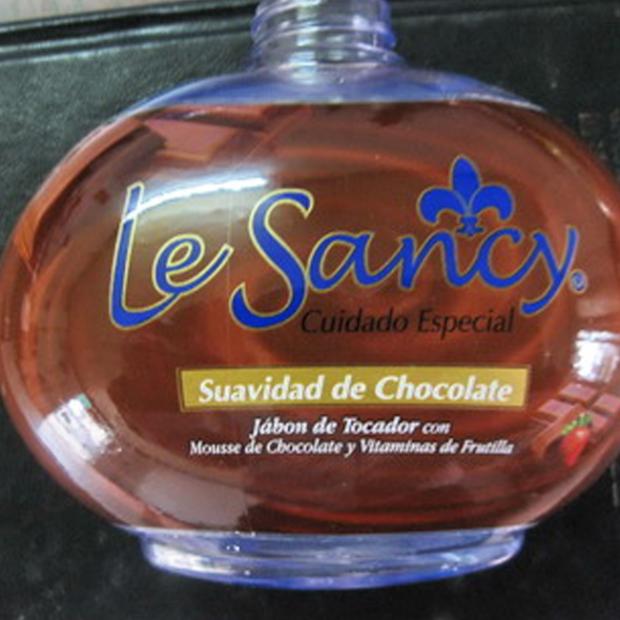 Le Sancy®
Cuidado Especial
Suavidad de Chocolate
Jábon de Tocador con
Mousse de Chocolate y Vitaminas de Frutilla